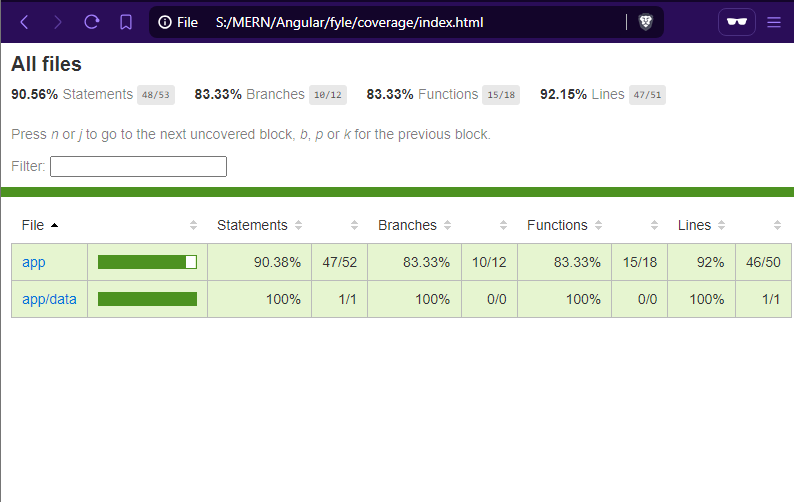 File S:/MERN/Angular/fyle/coverage/index.html
All files
90.56% Statements 48/53 83.33% Branches 10/12 83.33% Functions 15/18 92.15% Lines 47/51
Press n or j to go to the next uncovered block, b, p or k for the previous block.
Filter:
File Statements Branches Functions Lines
app 90.38% 47/52 83.33% 10/12 83.33% 15/18 92% 46/50
app/data 100% 1/1 100% 0/0 100% 0/0 100% 1/1